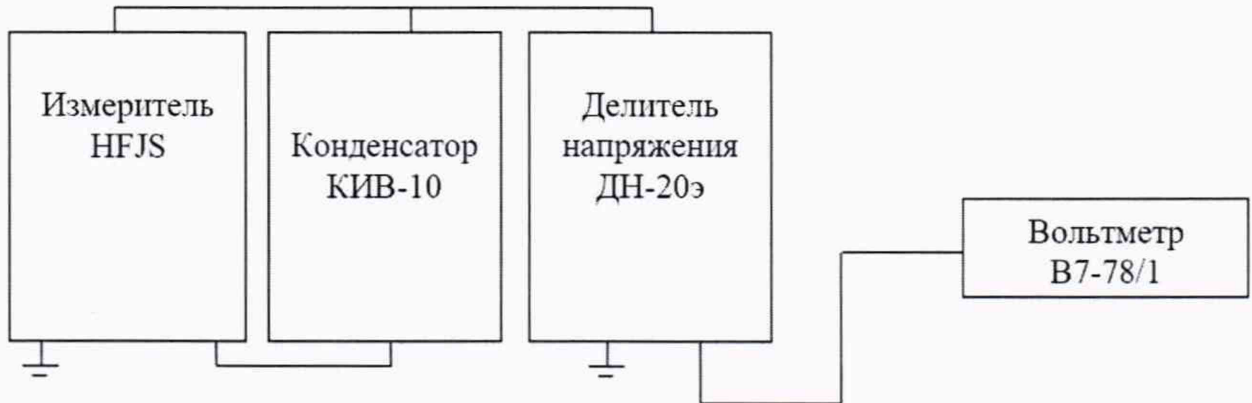 Измеритель
HFJS
Конденсатор
КИВ-10
Делитель
напряжения
ДН-20э
Вольтметр
В7-78/1